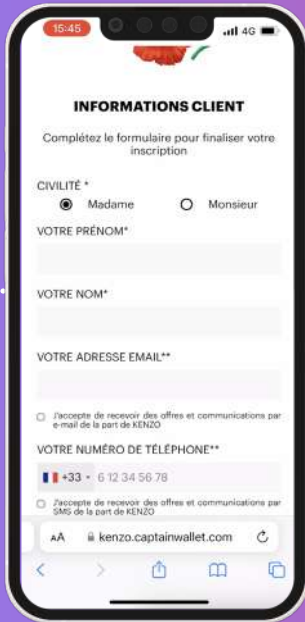 15:45
4G
INFORMATIONS CLIENT
Complétez le formulaire pour finaliser votre
inscription
CIVILITÉ *
Madame Monsieur
VOTRE PRÉNOM*
VOTRE NOM*
VOTRE ADRESSE EMAIL**
J'accepte de recevoir des offres et communications par
e-mail de la part de KENZO
VOTRE NUMÉRO DE TÉLÉPHONE**
+33 6 12 34 56 78
J'accepte de recevoir des offres et communications par
SMS de la part de KENZO
AA kenzo.captainwallet.com